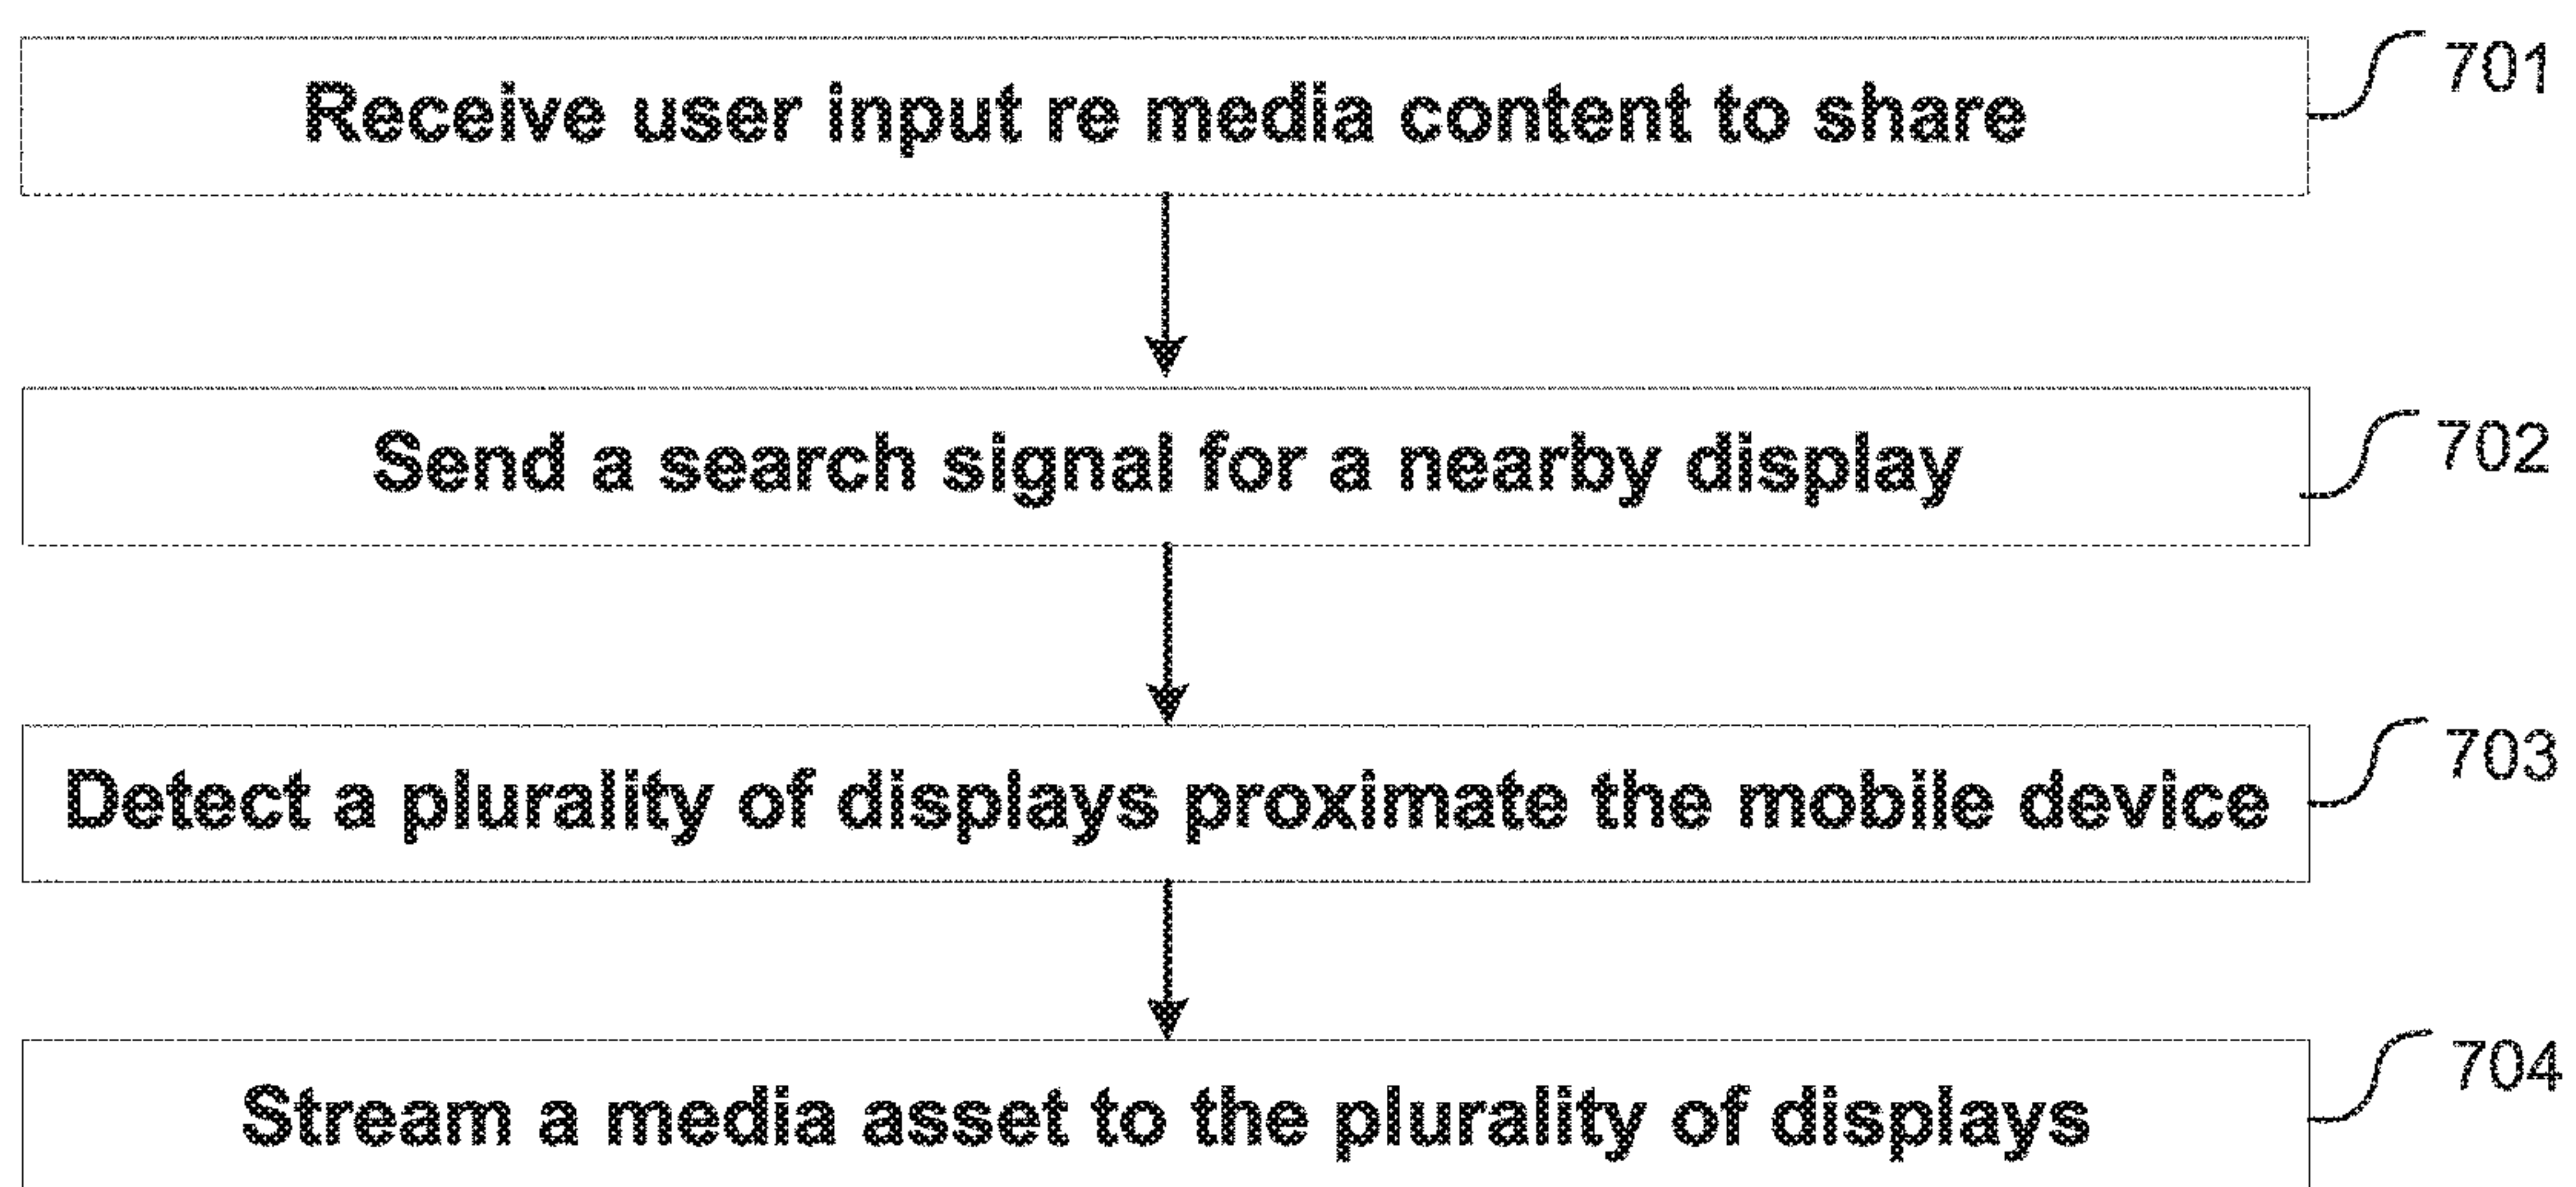 Receive user input re media content to share
701
Send a search signal for a nearby display
702
Detect a plurality of displays proximate the mobile device
703
Stream a media asset to the plurality of displays
704